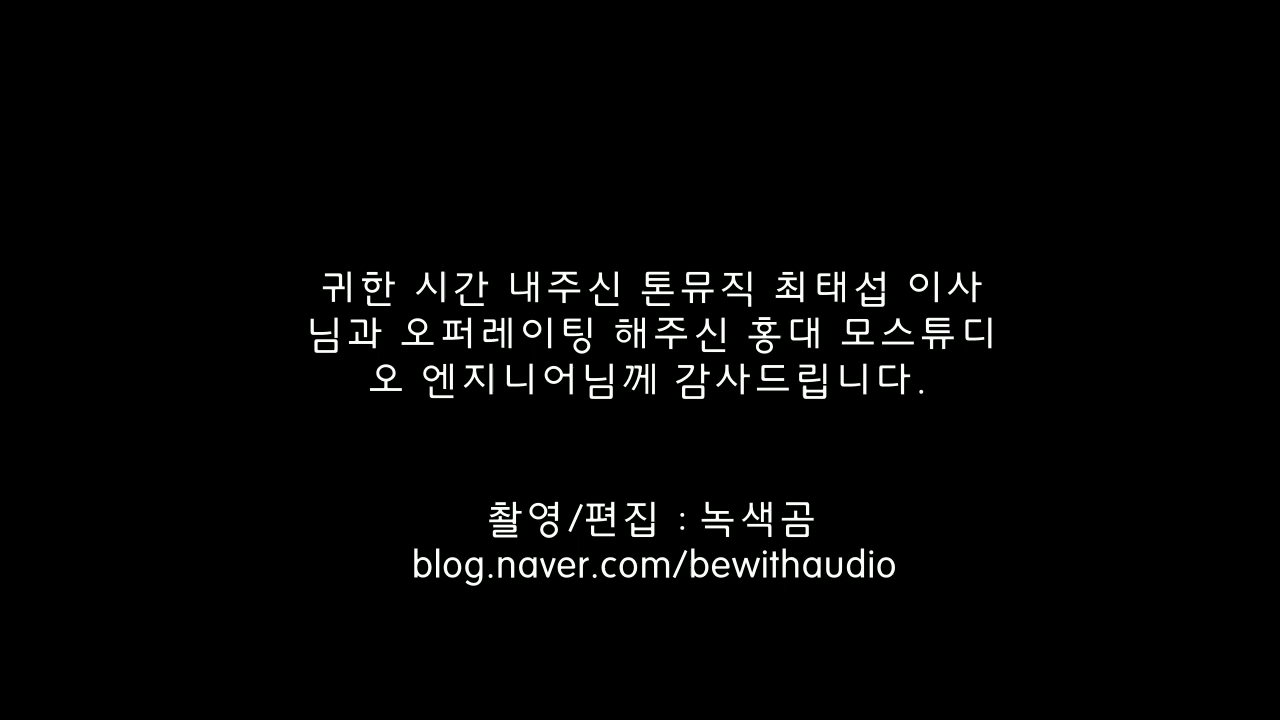 귀한 시간 내주신 톤뮤직 최태섭 이사
님과 오퍼레이팅 해주신 홍대 모스튜디
오 엔지니어님께 감사드립니다.
촬영/편집 : 녹색곰
blog.naver.com/bewithaudio